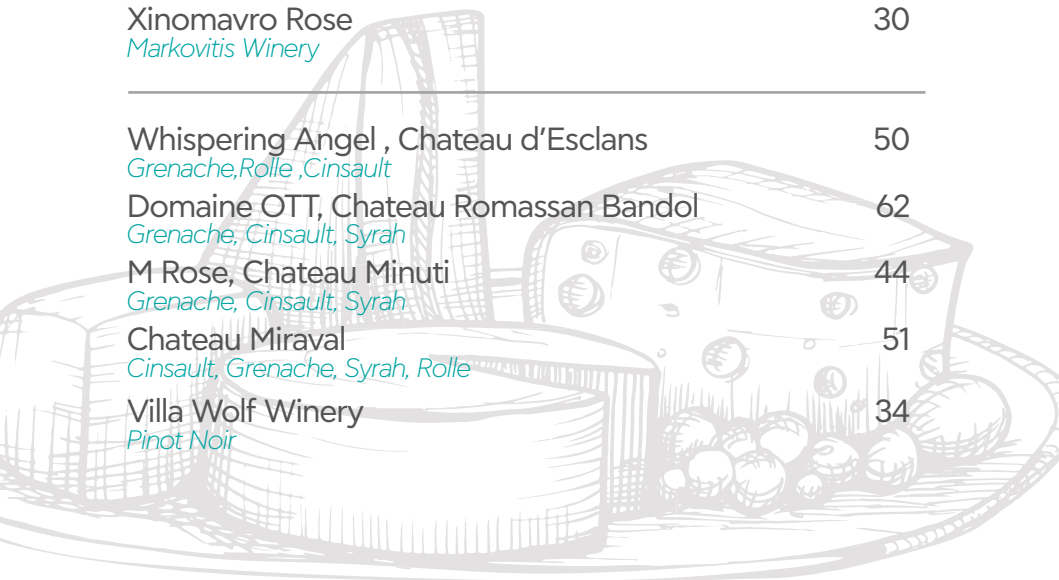 Xinomavro Rose 30
Markovitis Winery
Whispering Angel , Chateau d'Esclans 50
Grenache,Rolle ,Cinsault
Domaine OTT, Chateau Romassan Bandol 62
Grenache, Cinsault, Syrah
M Rose, Chateau Minuti 44
Grenache, Cinsault, Syrah
Chateau Miraval 51
Cinsault, Grenache, Syrah, Rolle
Villa Wolf Winery 34
Pinot Noir